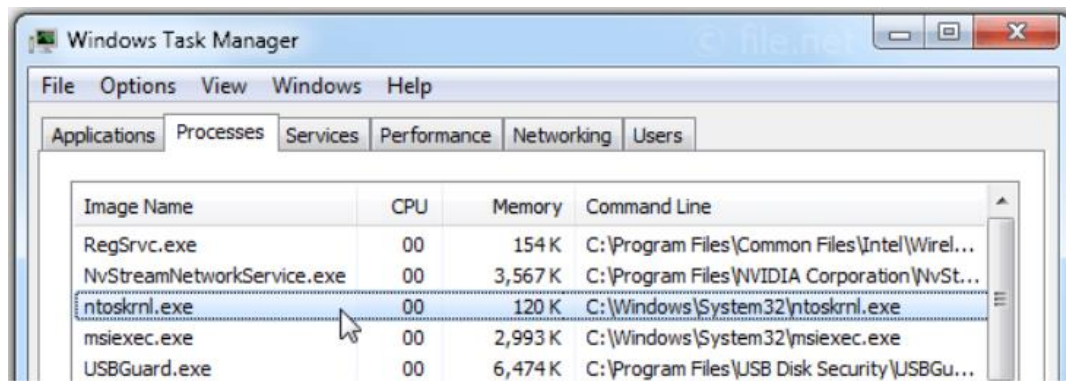 Windows Task Manager
© file.net
File Options View Windows Help
Applications Processes Services Performance Networking Users
Image Name CPU Memory Command Line
RegSrvc.exe 00 154 K C:\Program Files\Common Files\Intel\Wirel...
NvStreamNetworkService.exe 00 3,567 K C:\Program Files\NVIDIA Corporation\NvSt...
ntoskrnl.exe 00 120 K C:\Windows\System32\ntoskrnl.exe
msiexec.exe 00 2,993 K C:\Windows\System32\msiexec.exe
USBGuard.exe 00 6,474 K C:\Program Files\USB Disk Security\USBGu...